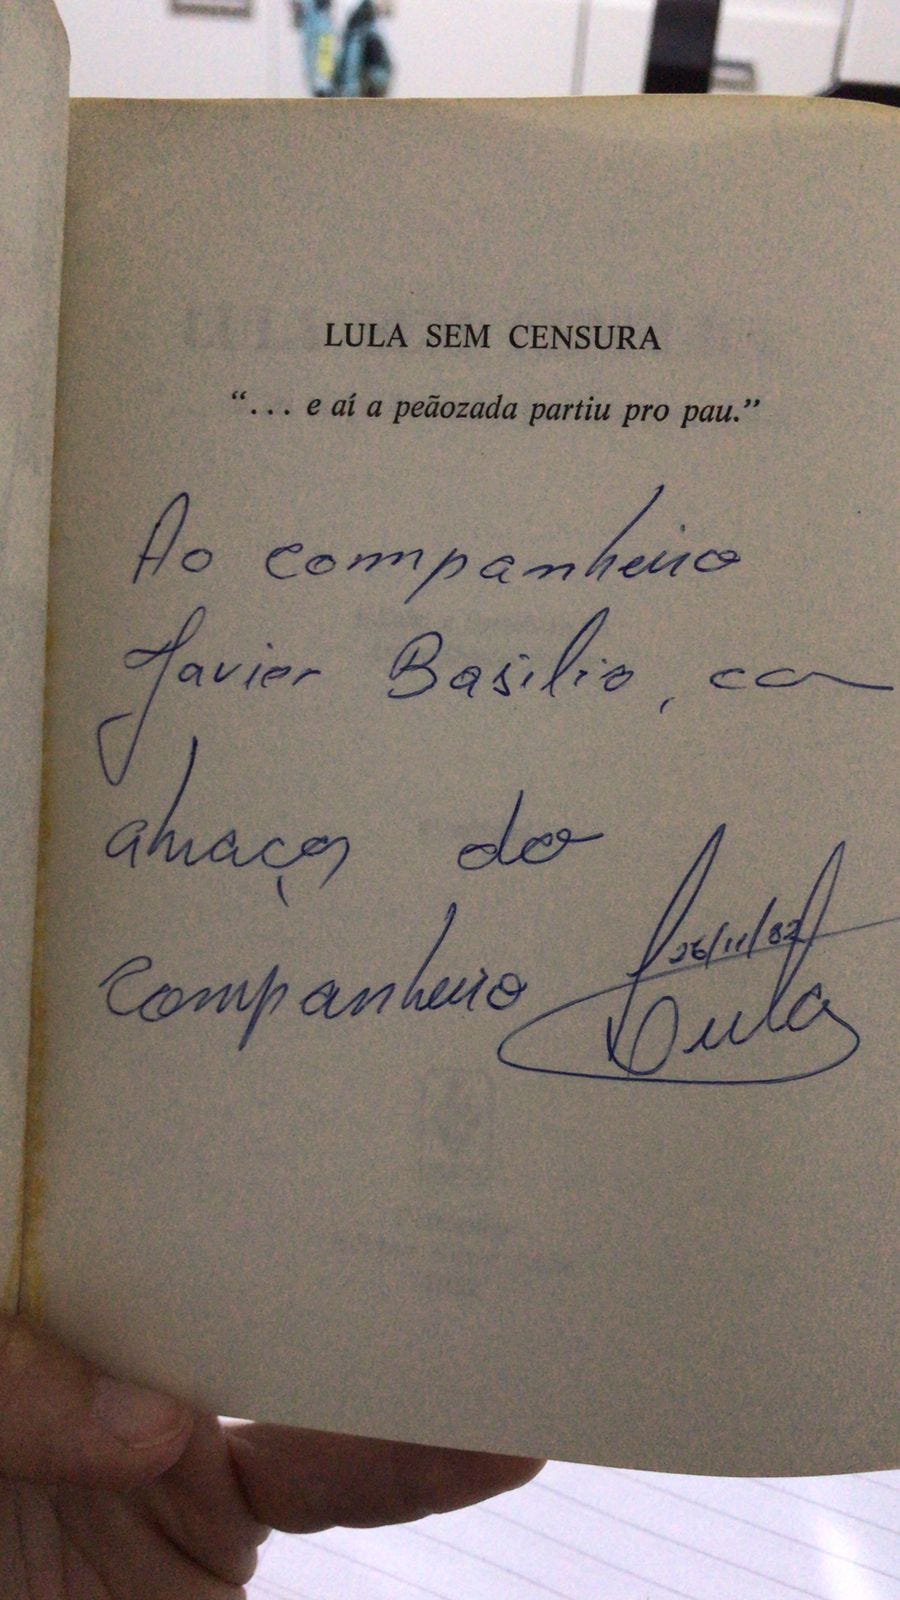 LULA SEM CENSURA
“... e aí a peãozada partiu pro pau.”
Ao companheiro
Javier Basilio, com
abraços do
companheiro
26/11/82
Lula